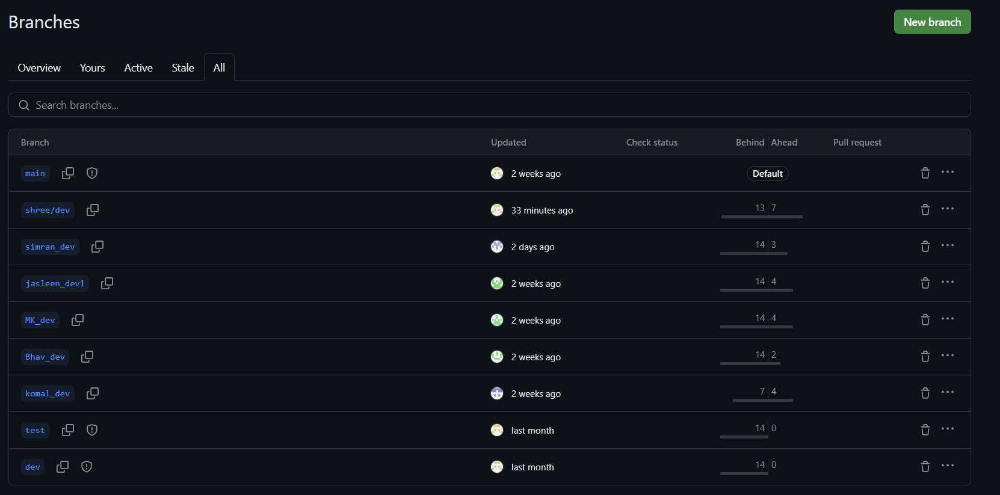 Branches
New branch
Overview Yours Active Stale All
Search branches...
Branch Updated Check status Behind Ahead Pull request
main 2 weeks ago Default
shree/dev 33 minutes ago 13 7
simran_dev 2 days ago 14 3
jasleen_dev1 2 weeks ago 14 4
MK_dev 2 weeks ago 14 4
Bhav_dev 2 weeks ago 14 2
komal_dev 2 weeks ago 7 4
test last month 14 0
dev last month 14 0